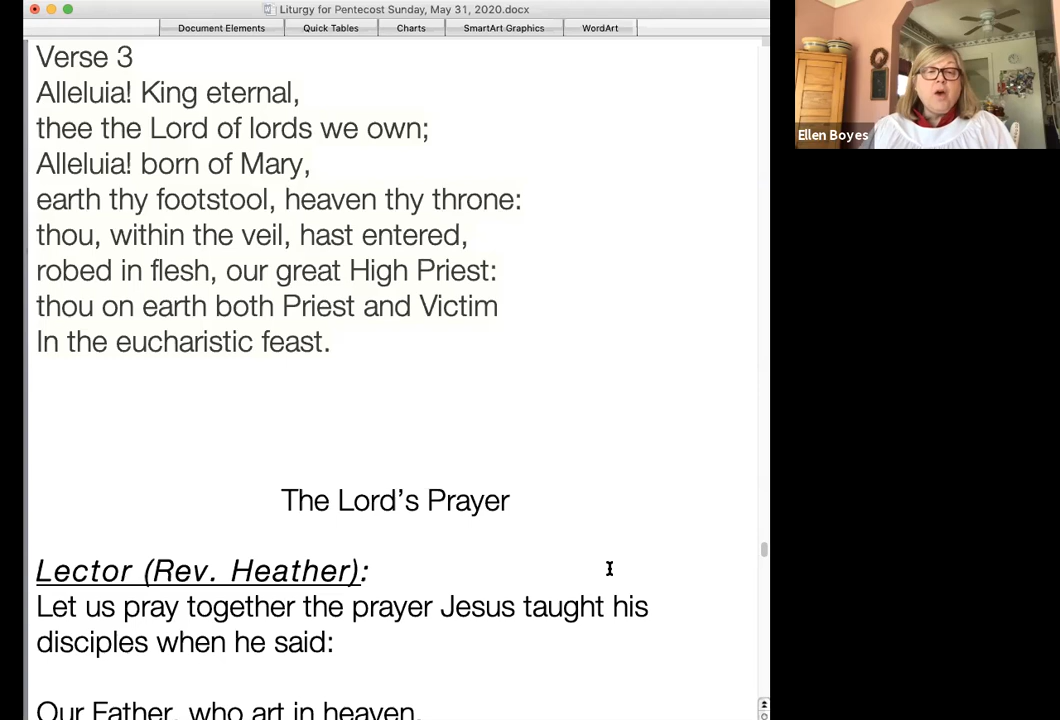 Liturgy for Pentecost Sunday, May 31, 2020.docx
Document Elements
Quick Tables
Charts
SmartArt Graphics
WordArt
Verse 3
Alleluia! King eternal,
thee the Lord of lords we own;
Alleluia! born of Mary,
earth thy footstool, heaven thy throne:
thou, within the veil, hast entered,
robed in flesh, our great High Priest:
thou on earth both Priest and Victim
In the eucharistic feast.
The Lord's Prayer
Lector (Rev. Heather):
Let us pray together the prayer Jesus taught his
disciples when he said:
Our Father, who art in heaven,
Ellen Boyes